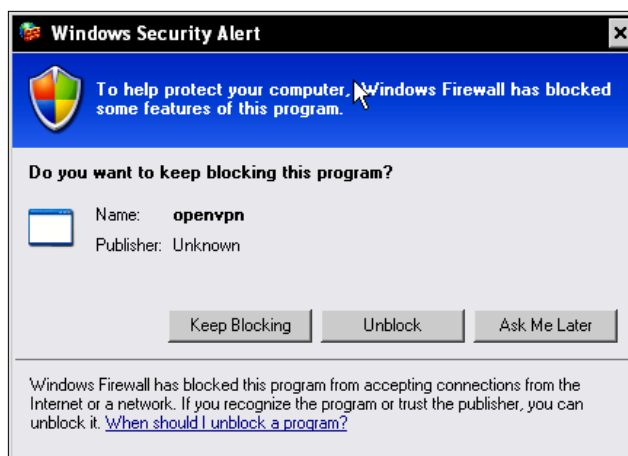 Windows Security Alert
To help protect your computer, Windows Firewall has blocked
some features of this program.
Do you want to keep blocking this program?
Name: openvpn
Publisher: Unknown
Keep Blocking Unblock Ask Me Later
Windows Firewall has blocked this program from accepting connections from the
Internet or a network. If you recognize the program or trust the publisher, you can
unblock it. When should I unblock a program?